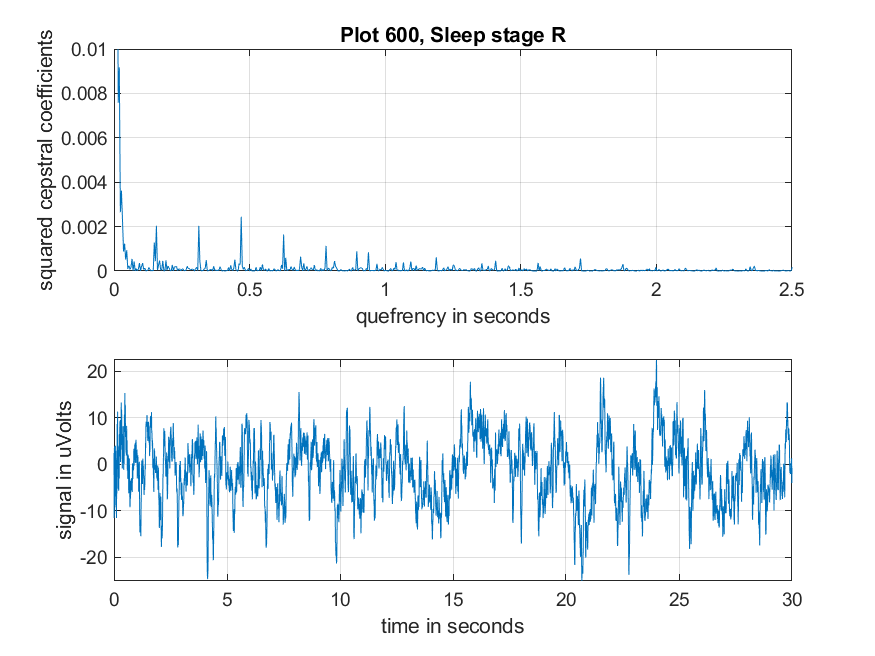 Plot 600, Sleep stage R
squared cepstral coefficients
0.01
0.008
0.006
0.004
0.002
0
0 0.5 1 1.5 2 2.5
quefrency in seconds
signal in uVolts
20
10
0
-10
-20
0 5 10 15 20 25 30
time in seconds